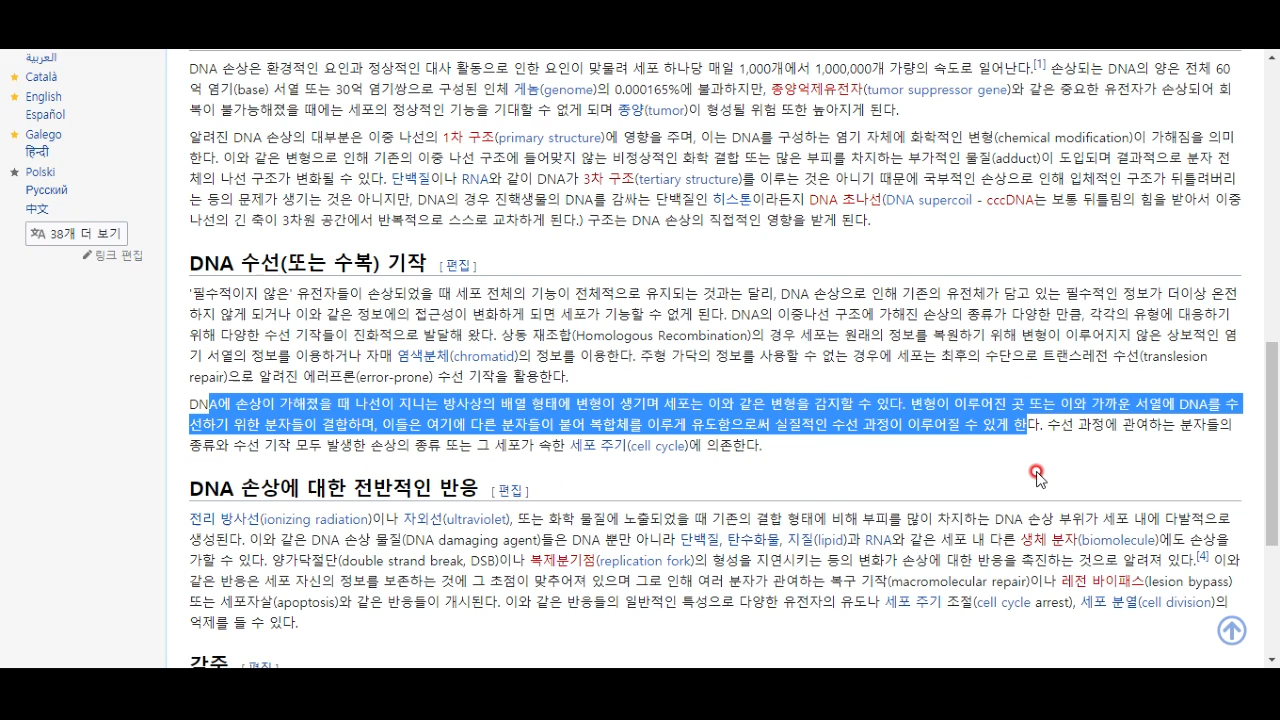 العربية
Català
English
Español
Galego
हिन्दी
Polski
Русский
中文
38개 더 보기
링크 편집
DNA 손상은 환경적인 요인과 정상적인 대사 활동으로 인한 요인이 맞물려 세포 하나당 매일 1,000개에서 1,000,000개 가량의 속도로 일어난다.[1] 손상되는 DNA의 양은 전체 60
억 염기(base) 서열 또는 30억 염기쌍으로 구성된 인체 게놈(genome)의 0.000165%에 불과하지만, 종양억제유전자(tumor suppressor gene)와 같은 중요한 유전자가 손상되어 회
복이 불가능해졌을 때에는 세포의 정상적인 기능을 기대할 수 없게 되며 종양(tumor)이 형성될 위험 또한 높아지게 된다.
알려진 DNA 손상의 대부분은 이중 나선의 1차 구조(primary structure)에 영향을 주며, 이는 DNA를 구성하는 염기 자체에 화학적인 변형(chemical modification)이 가해짐을 의미
한다. 이와 같은 변형으로 인해 기존의 이중 나선 구조에 들어맞지 않는 비정상적인 화학 결합 또는 많은 부피를 차지하는 부가적인 물질(adduct)이 도입되며 결과적으로 분자 전
체의 나선 구조가 변화될 수 있다. 단백질이나 RNA와 같이 DNA가 3차 구조(tertiary structure)를 이루는 것은 아니기 때문에 국부적인 손상으로 인해 입체적인 구조가 뒤틀려버리
는 등의 문제가 생기는 것은 아니지만, DNA의 경우 진핵생물의 DNA를 감싸는 단백질인 히스톤이라든지 DNA 초나선(DNA supercoil - cccDNA는 보통 뒤틀림의 힘을 받아서 이중
나선의 긴 축이 3차원 공간에서 반복적으로 스스로 교차하게 된다.) 구조는 DNA 손상의 직접적인 영향을 받게 된다.
DNA 수선(또는 수복) 기작 [편집]
'필수적이지 않은' 유전자들이 손상되었을 때 세포 전체의 기능이 전체적으로 유지되는 것과는 달리, DNA 손상으로 인해 기존의 유전체가 담고 있는 필수적인 정보가 더이상 온전
하지 않게 되거나 이와 같은 정보에의 접근성이 변화하게 되면 세포가 기능할 수 없게 된다. DNA의 이중나선 구조에 가해진 손상의 종류가 다양한 만큼, 각각의 유형에 대응하기
위해 다양한 수선 기작들이 진화적으로 발달해 왔다. 상동 재조합(Homologous Recombination)의 경우 세포는 원래의 정보를 복원하기 위해 변형이 이루어지지 않은 상보적인 염
기 서열의 정보를 이용하거나 자매 염색분체(chromatid)의 정보를 이용한다. 주형 가닥의 정보를 사용할 수 없는 경우에 세포는 최후의 수단으로 트랜스레전 수선(translesion
repair)으로 알려진 에러프론(error-prone) 수선 기작을 활용한다.
DNA에 손상이 가해졌을 때 나선이 지니는 방사상의 배열 형태에 변형이 생기며 세포는 이와 같은 변형을 감지할 수 있다. 변형이 이루어진 곳 또는 이와 가까운 서열에 DNA를 수
선하기 위한 분자들이 결합하며, 이들은 여기에 다른 분자들이 붙어 복합체를 이루게 유도함으로써 실질적인 수선 과정이 이루어질 수 있게 한다. 수선 과정에 관여하는 분자들의
종류와 수선 기작 모두 발생한 손상의 종류 또는 그 세포가 속한 세포 주기(cell cycle)에 의존한다.
DNA 손상에 대한 전반적인 반응 [편집]
전리 방사선(ionizing radiation)이나 자외선(ultraviolet), 또는 화학 물질에 노출되었을 때 기존의 결합 형태에 비해 부피를 많이 차지하는 DNA 손상 부위가 세포 내에 다발적으로
생성된다. 이와 같은 DNA 손상 물질(DNA damaging agent)들은 DNA 뿐만 아니라 단백질, 탄수화물, 지질(lipid)과 RNA와 같은 세포 내 다른 생체 분자(biomolecule)에도 손상을
가할 수 있다. 양가닥절단(double strand break, DSB)이나 복제분기점(replication fork)의 형성을 지연시키는 등의 변화가 손상에 대한 반응을 촉진하는 것으로 알려져 있다.[4] 이와
같은 반응은 세포 자신의 정보를 보존하는 것에 그 초점이 맞추어져 있으며 그로 인해 여러 분자가 관여하는 복구 기작(macromolecular repair)이나 레전 바이패스(lesion bypass)
또는 세포자살(apoptosis)와 같은 반응들이 개시된다. 이와 같은 반응들의 일반적인 특성으로 다양한 유전자의 유도나 세포 주기 조절(cell cycle arrest), 세포 분열(cell division)의
억제를 들 수 있다.
각주 [편집]